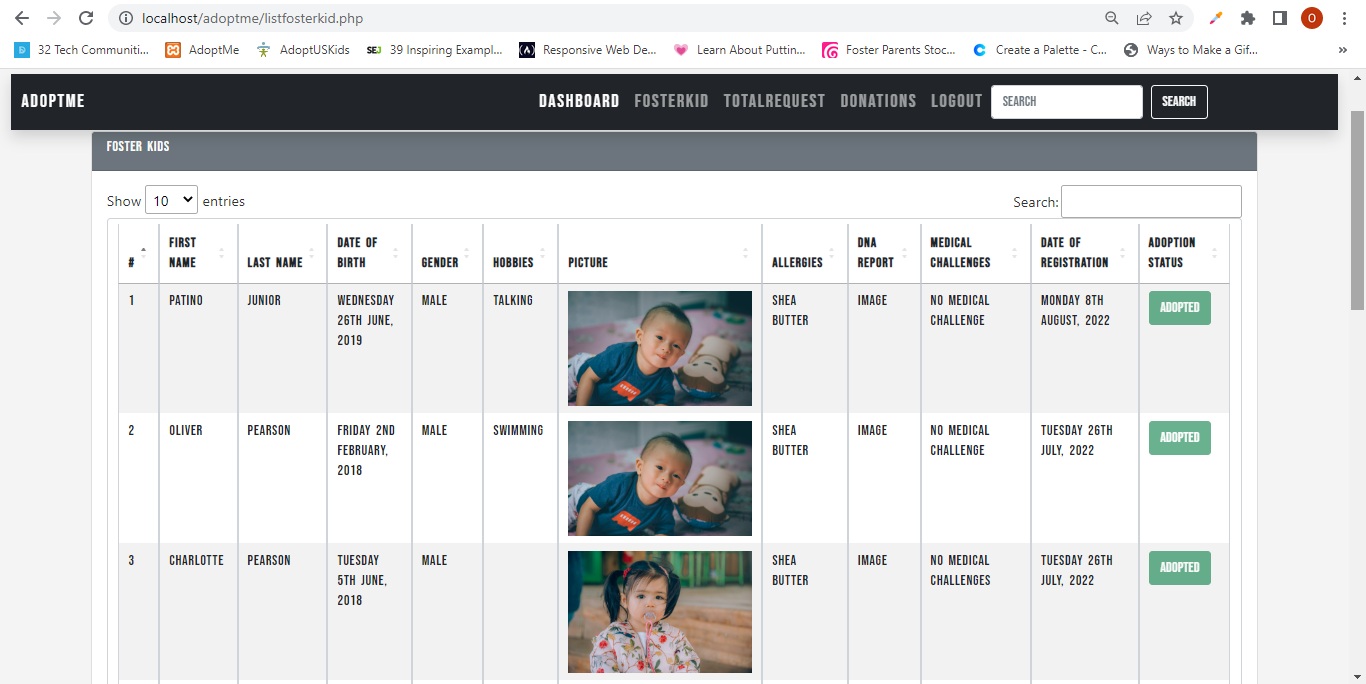 localhost/adoptme/listfosterkid.php
O
32 Tech Communiti...
AdoptMe
AdoptUSKids
SEJ 39 Inspiring Exampl...
Responsive Web De...
Learn About Puttin...
Foster Parents Stoc...
Create a Palette - C...
Ways to Make a Gif...
»
ADOPTME
DASHBOARD FOSTERKID TOTALREQUEST DONATIONS LOGOUT SEARCH SEARCH
FOSTER KIDS
Show 10 entries
Search:
#
FIRST
NAME
LAST NAME
DATE OF
BIRTH
GENDER
HOBBIES
PICTURE
ALLERGIES
DNA
REPORT
MEDICAL
CHALLENGES
DATE OF
REGISTRATION
ADOPTION
STATUS
1
PATINO
JUNIOR
WEDNESDAY
26TH JUNE,
2019
MALE
TALKING
SHEA
BUTTER
IMAGE
NO MEDICAL
CHALLENGE
MONDAY 8TH
AUGUST, 2022
ADOPTED
2
OLIVER
PEARSON
FRIDAY 2ND
FEBRUARY,
2018
MALE
SWIMMING
SHEA
BUTTER
IMAGE
NO MEDICAL
CHALLENGE
TUESDAY 26TH
JULY, 2022
ADOPTED
3
CHARLOTTE
PEARSON
TUESDAY
5TH JUNE,
2018
MALE
SHEA
BUTTER
IMAGE
NO MEDICAL
CHALLENGES
TUESDAY 26TH
JULY, 2022
ADOPTED